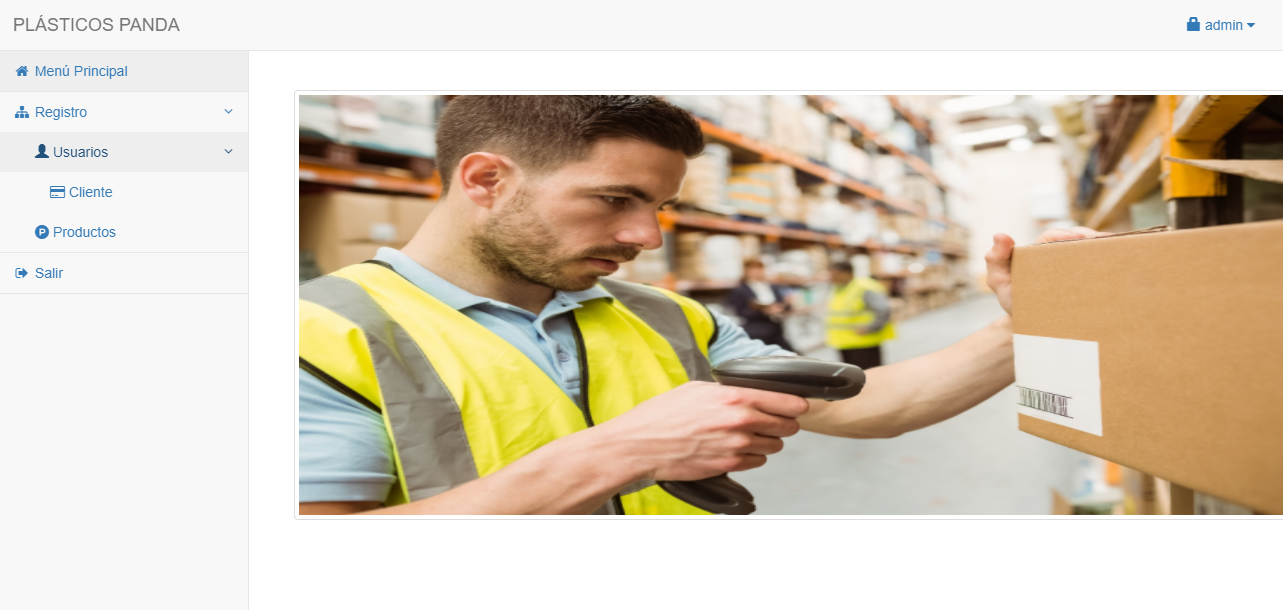 PLÁSTICOS PANDA
admin
Menú Principal
Registro
Usuarios
Cliente
Productos
Salir